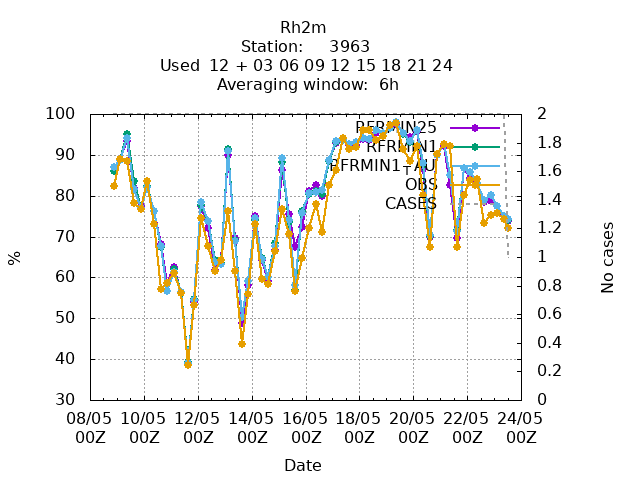 Rh2m
Station: 3963
Used 12 + 03 06 09 12 15 18 21 24
Averaging window: 6h
100
90
80
70
60
50
40
30
%
2
1.8
1.6
1.4
1.2
1
0.8
0.6
0.4
0.2
0
No cases
RFRMIN25
RFRMIN1
RFRMIN1_AU
OBS
CASES
08/05 10/05 12/05 14/05 16/05 18/05 20/05 22/05 24/05
00Z 00Z 00Z 00Z 00Z 00Z 00Z 00Z 00Z
Date